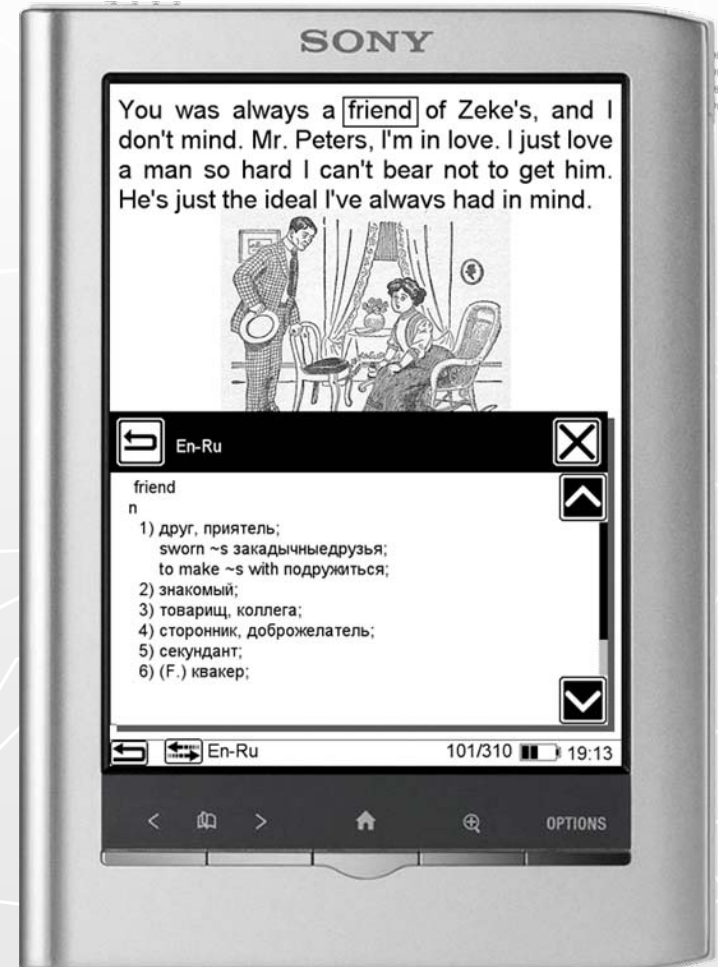 SONY
You was always a friend of Zeke's, and I
don't mind. Mr. Peters, I'm in love. I just love
a man so hard I can't bear not to get him.
He's just the ideal I've always had in mind.
En-Ru
friend
n
1) друг, приятель;
sworn ~s закадычныедрузья;
to make ~s with подружиться;
2) знакомый;
3) товарищ, коллега;
4) сторонник, доброжелатель;
5) секундант;
6) (F.) квакер;
En-Ru 101/310 19:13
OPTIONS